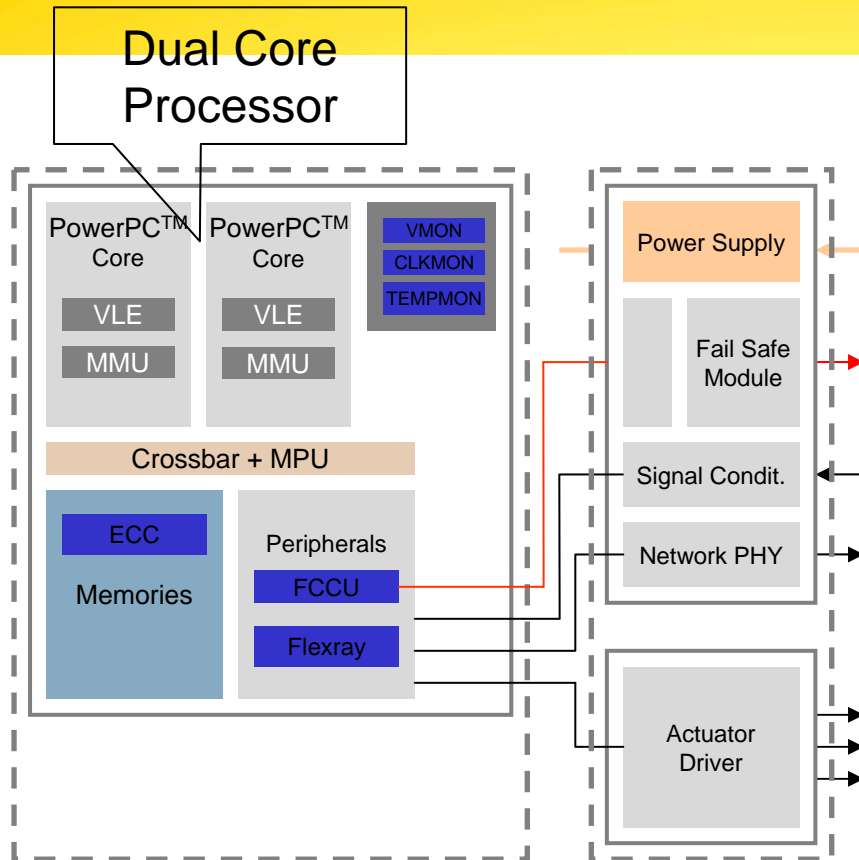 Dual Core
Processor
PowerPC™
Core
VLE
MMU
PowerPC™
Core
VLE
MMU
VMON
CLKMON
TEMPMON
Crossbar + MPU
ECC
Memories
Peripherals
FCCU
Flexray
Power Supply
Fail Safe
Module
Signal Condit.
Network PHY
Actuator
Driver